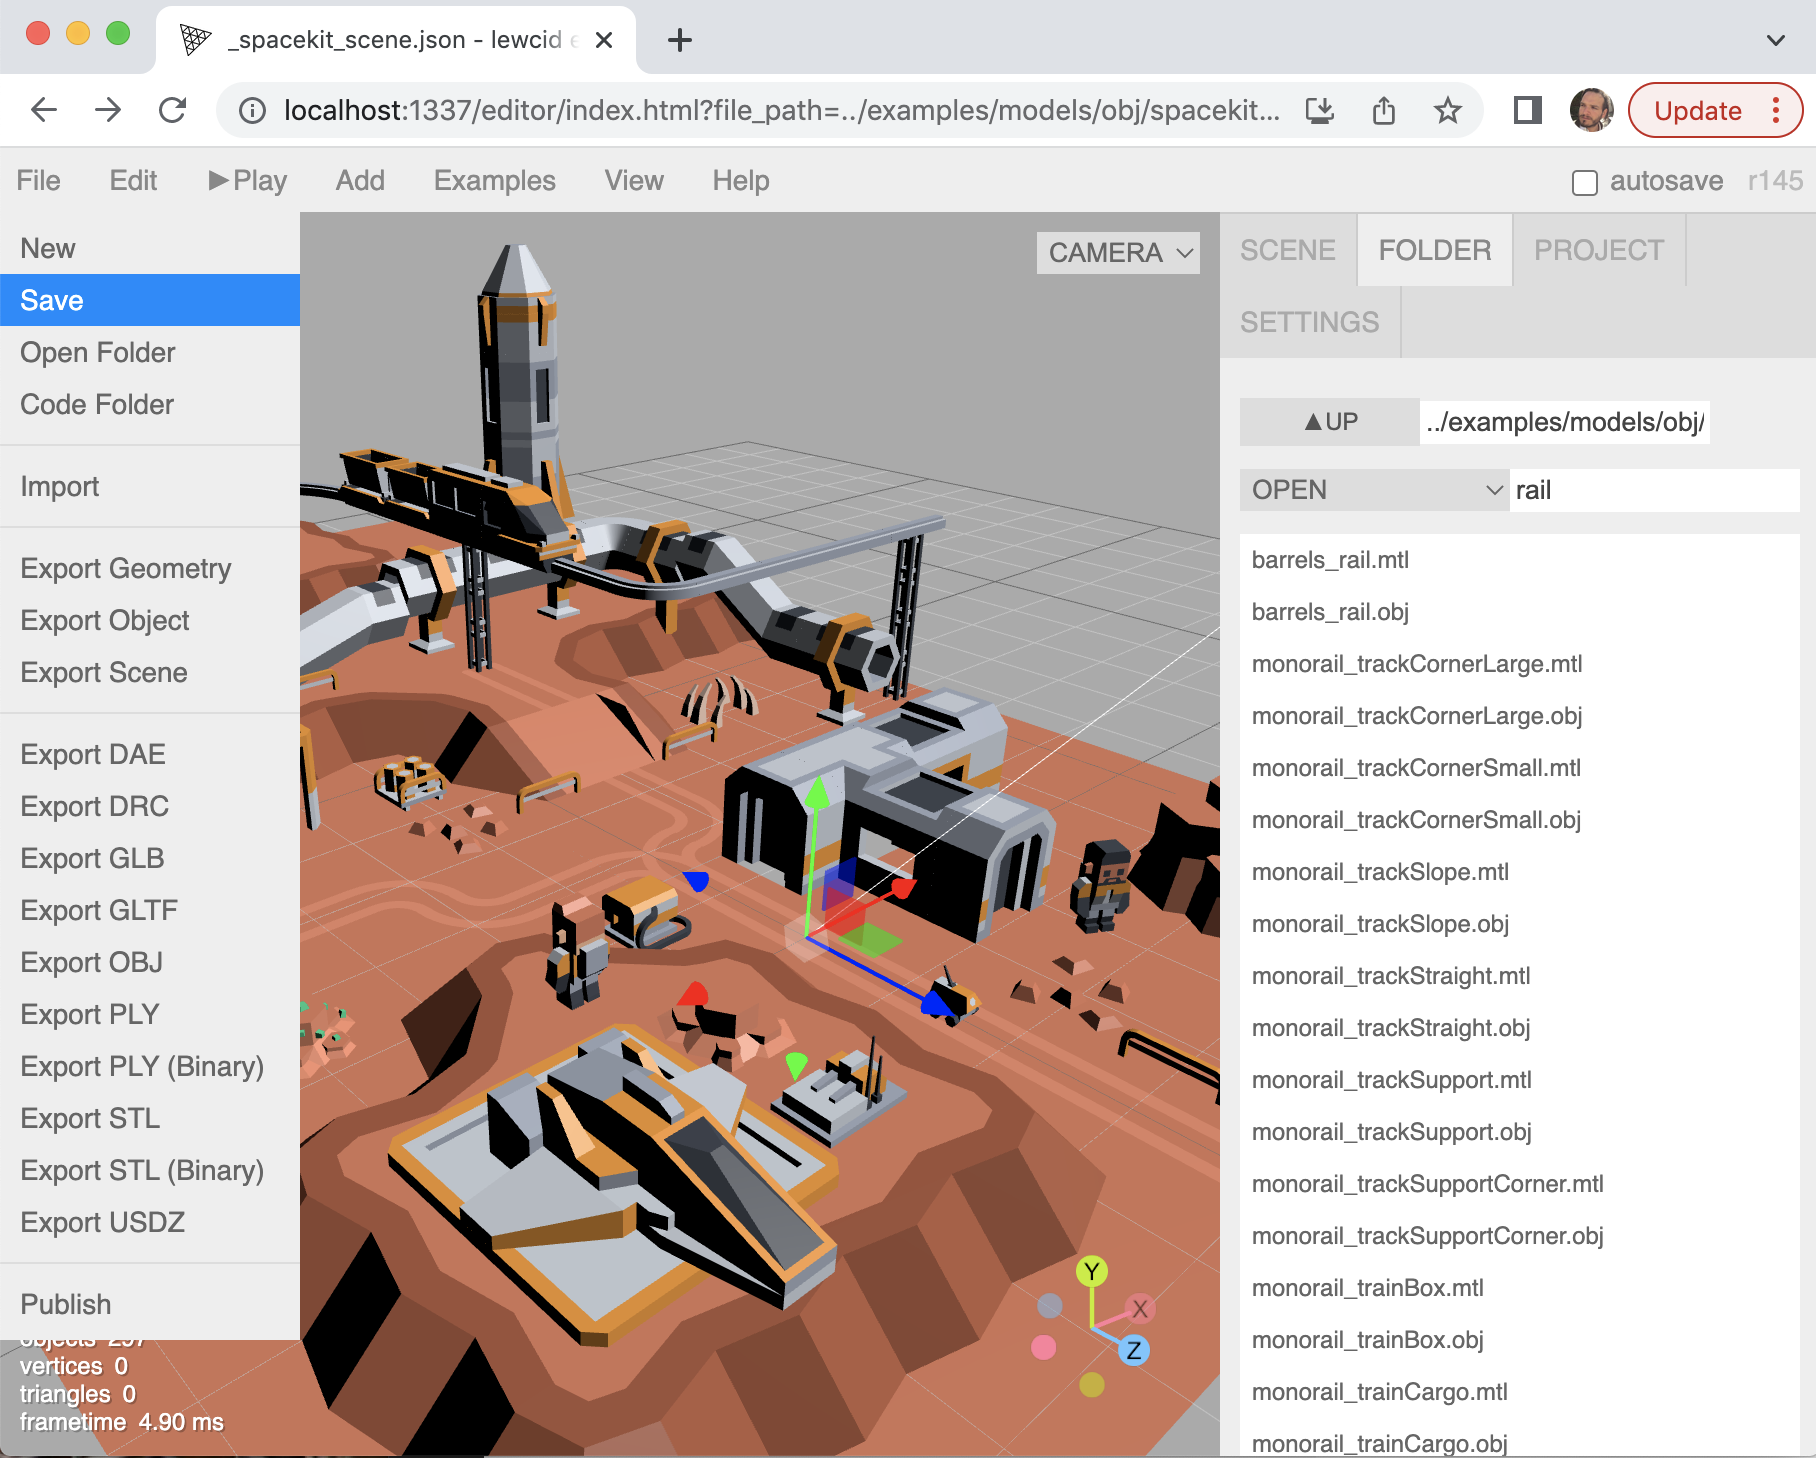 _spacekit_scene.json - lewcid e
localhost:1337/editor/index.html?file_path=../examples/models/obj/spacekit...
Update
File Edit ▶Play Add Examples View Help
autosave r145
New
Save
Open Folder
Code Folder
Import
Export Geometry
Export Object
Export Scene
Export DAE
Export DRC
Export GLB
Export GLTF
Export OBJ
Export PLY
Export PLY (Binary)
Export STL
Export STL (Binary)
Export USDZ
Publish
objects 297
vertices 0
triangles 0
frametime 4.90 ms
CAMERA
Y
X
Z
SCENE FOLDER PROJECT
SETTINGS
▲UP ../examples/models/obj/
OPEN rail
barrels_rail.mtl
barrels_rail.obj
monorail_trackCornerLarge.mtl
monorail_trackCornerLarge.obj
monorail_trackCornerSmall.mtl
monorail_trackCornerSmall.obj
monorail_trackSlope.mtl
monorail_trackSlope.obj
monorail_trackStraight.mtl
monorail_trackStraight.obj
monorail_trackSupport.mtl
monorail_trackSupport.obj
monorail_trackSupportCorner.mtl
monorail_trackSupportCorner.obj
monorail_trainBox.mtl
monorail_trainBox.obj
monorail_trainCargo.mtl
monorail_trainCargo.obj